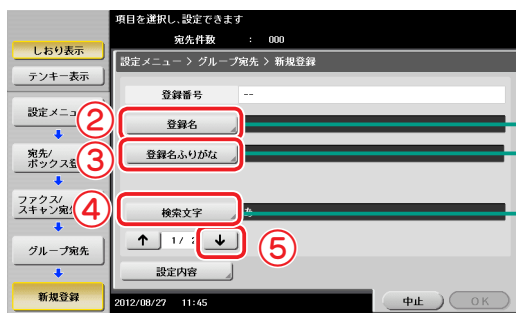 項目を選択し、設定できます
宛先件数 : 000
しおり表示
テンキー表示
設定メニュー > グループ宛先 > 新規登録
登録番号 --
設定メニュ
② 登録名
宛先/
ボックス登
③ 登録名ふりがな
ファクス/
スキャン宛
④ 検索文字 た
↑ 1/ 2 ↓ ⑤
グループ宛先
設定内容
新規登録
2012/08/27 11:45
中止 OK